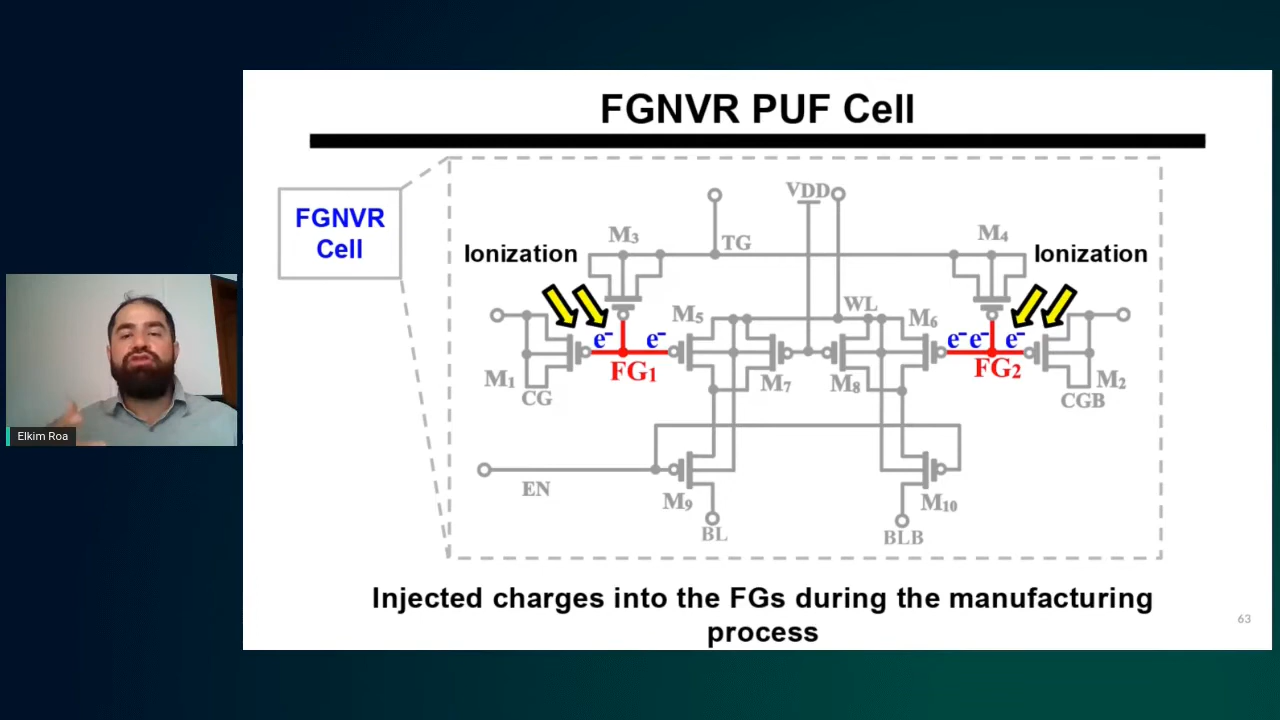 FGNVR PUF Cell
FGNVR
Cell
VDD
M3
TG
M4
Ionization
Ionization
WL
M5
M6
e- e-
e- e- e-
FG1
FG2
M1
M7
M8
M2
CG
CGB
EN
M9
M10
BL
BLB
Injected charges into the FGs during the manufacturing
process
63
Elkim Roa